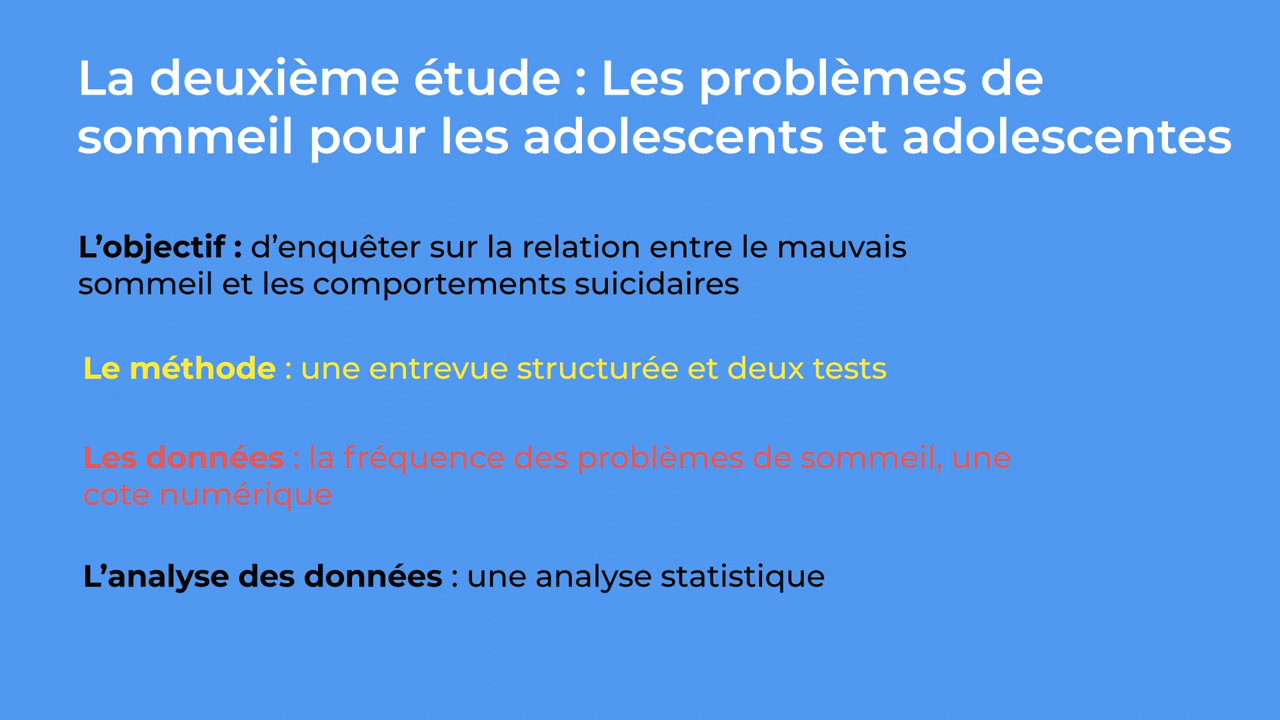 La deuxième étude : Les problèmes de
sommeil pour les adolescents et adolescentes
L’objectif : d’enquêter sur la relation entre le mauvais
sommeil et les comportements suicidaires
Le méthode : une entrevue structurée et deux tests
Les données : la fréquence des problèmes de sommeil, une
cote numérique
L’analyse des données : une analyse statistique